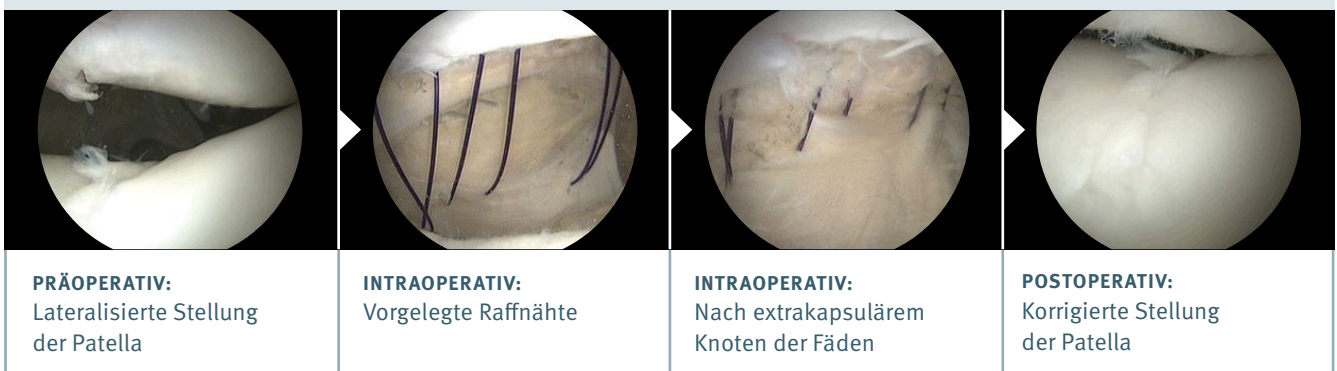 PRÄOPERATIV:
Lateralisierte Stellung
der Patella
INTRAOPERATIV:
Vorgelegte Raffnähte
INTRAOPERATIV:
Nach extrakapsulärem
Knoten der Fäden
POSTOPERATIV:
Korrigierte Stellung
der Patella